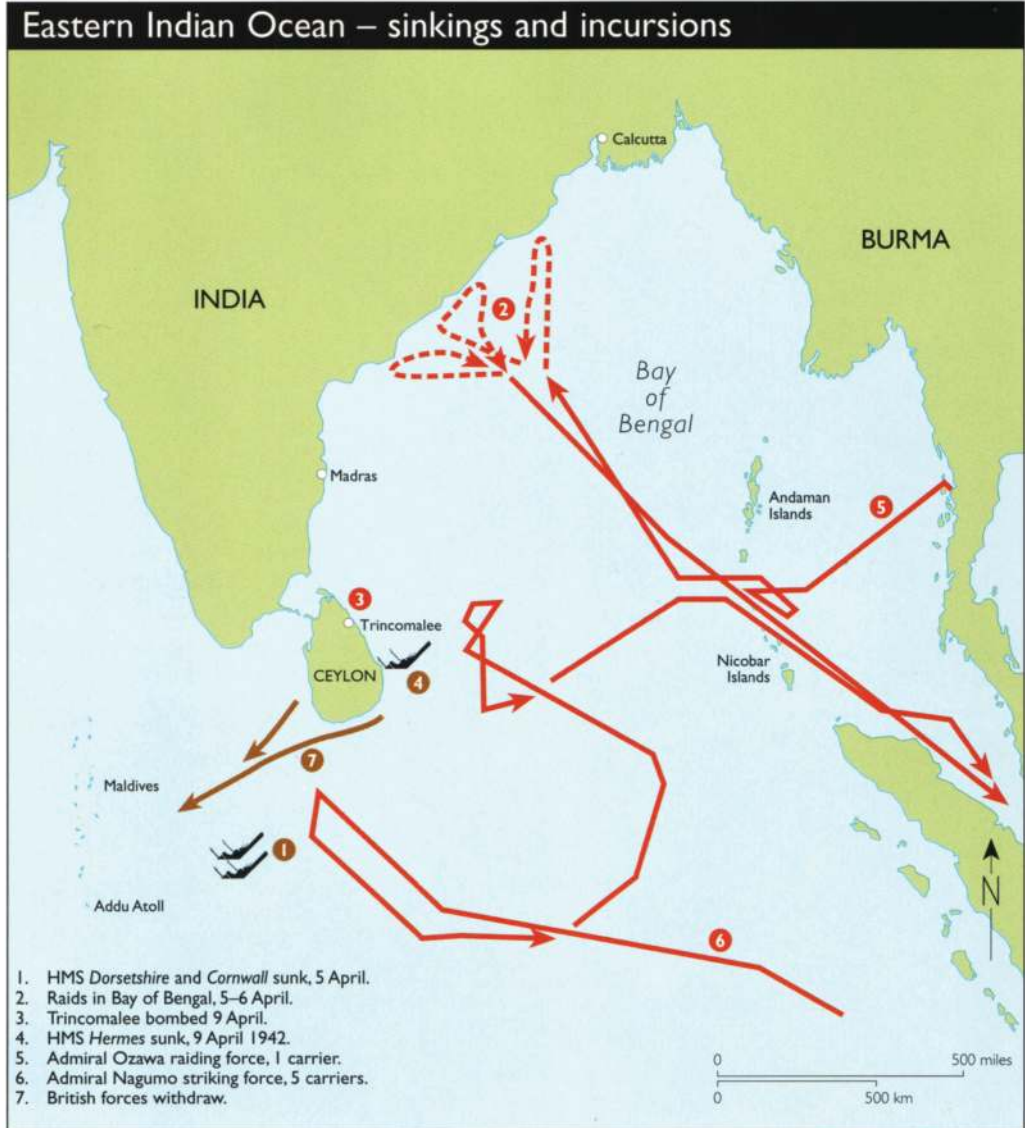 Eastern Indian Ocean – sinkings and incursions
Calcutta
BURMA
INDIA
2
Bay
of
Bengal
Madras
Andaman
Islands
5
3
Trincomalee
CEYLON
4
Nicobar
Islands
7
Maldives
1
Addu Atoll
6
N
1. HMS Dorsetshire and Cornwall sunk, 5 April.
2. Raids in Bay of Bengal, 5–6 April.
3. Trincomalee bombed 9 April.
4. HMS Hermes sunk, 9 April 1942.
5. Admiral Ozawa raiding force, 1 carrier.
6. Admiral Nagumo striking force, 5 carriers.
7. British forces withdraw.
0 500 miles
0 500 km